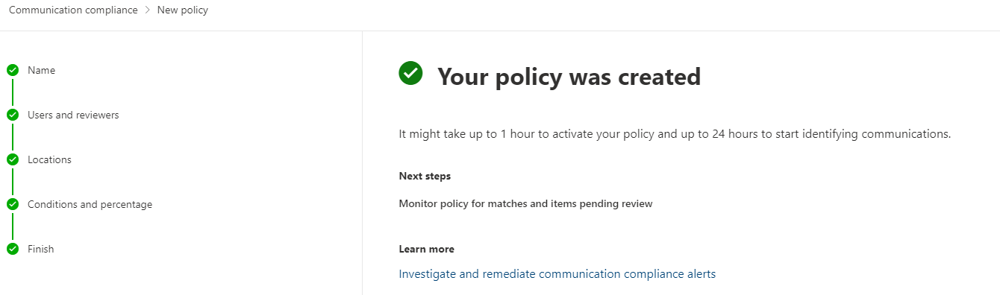 Communication compliance > New policy
Name
Users and reviewers
Locations
Conditions and percentage
Finish
Your policy was created
It might take up to 1 hour to activate your policy and up to 24 hours to start identifying communications.
Next steps
Monitor policy for matches and items pending review
Learn more
Investigate and remediate communication compliance alerts